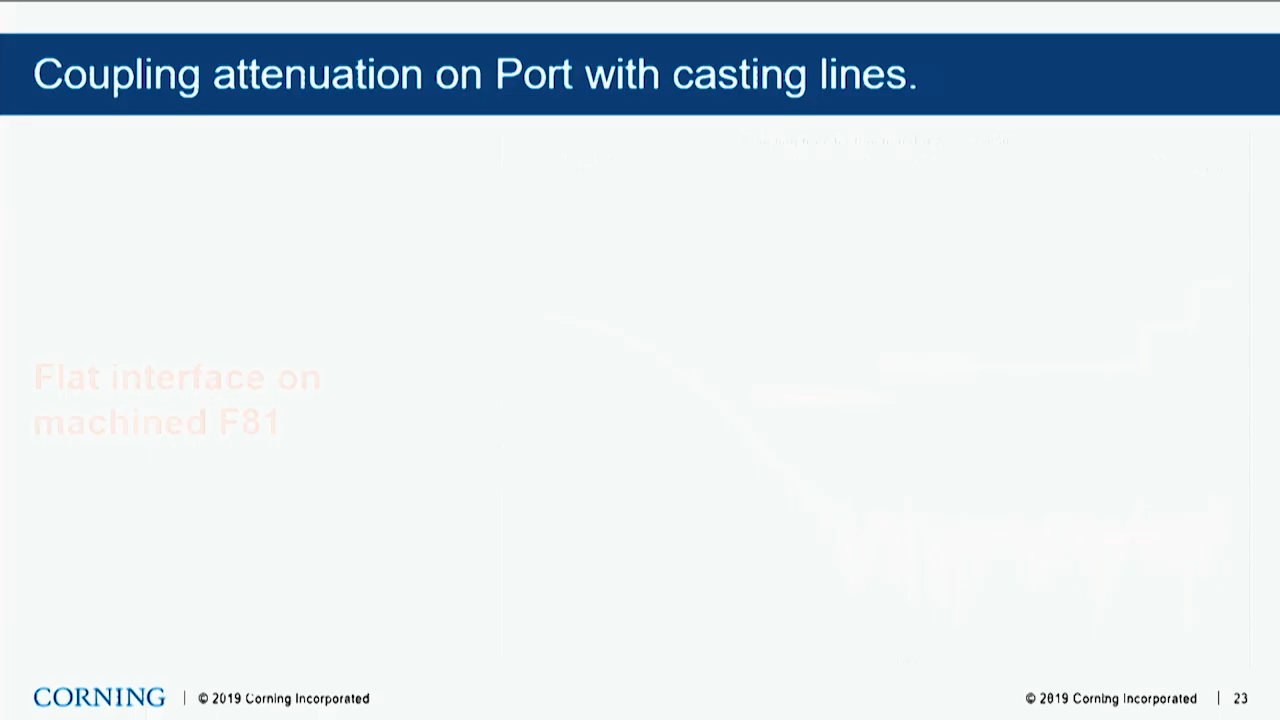 Coupling attenuation on Port with casting lines.
Flat interface on
machined F81
CORNING | © 2019 Corning Incorporated
© 2019 Corning Incorporated | 23